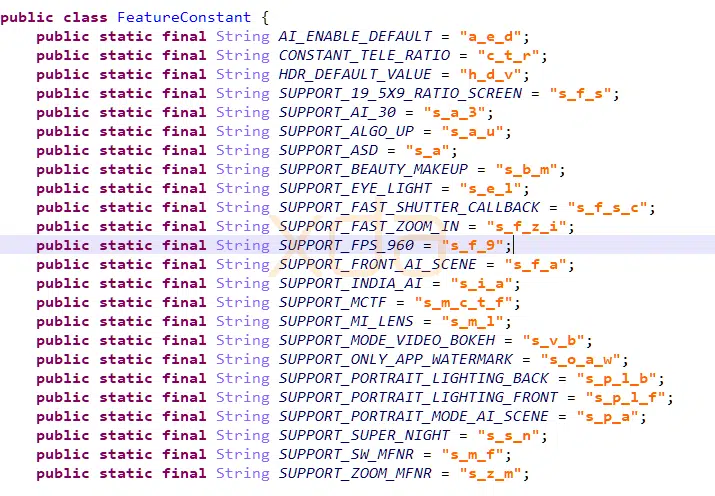 public class FeatureConstant {
public static final String AI_ENABLE_DEFAULT = "a_e_d";
public static final String CONSTANT_TELE_RATIO = "c_t_r";
public static final String HDR_DEFAULT_VALUE = "h_d_v";
public static final String SUPPORT_19_5X9_RATIO_SCREEN = "s_f_s";
public static final String SUPPORT_AI_30 = "s_a_3";
public static final String SUPPORT_ALGO_UP = "s_a_u";
public static final String SUPPORT_ASD = "s_a";
public static final String SUPPORT_BEAUTY_MAKEUP = "s_b_m";
public static final String SUPPORT_EYE_LIGHT = "s_e_l";
public static final String SUPPORT_FAST_SHUTTER_CALLBACK = "s_f_s_c";
public static final String SUPPORT_FAST_ZOOM_IN = "s_f_z_i";
public static final String SUPPORT_FPS_960 = "s_f_9";
public static final String SUPPORT_FRONT_AI_SCENE = "s_f_a";
public static final String SUPPORT_INDIA_AI = "s_i_a";
public static final String SUPPORT_MCTF = "s_m_c_t_f";
public static final String SUPPORT_MI_LENS = "s_m_l";
public static final String SUPPORT_MODE_VIDEO_BOKEH = "s_v_b";
public static final String SUPPORT_ONLY_APP_WATERMARK = "s_o_a_w";
public static final String SUPPORT_PORTRAIT_LIGHTING_BACK = "s_p_l_b";
public static final String SUPPORT_PORTRAIT_LIGHTING_FRONT = "s_p_l_f";
public static final String SUPPORT_PORTRAIT_MODE_AI_SCENE = "s_p_a";
public static final String SUPPORT_SUPER_NIGHT = "s_s_n";
public static final String SUPPORT_SW_MFNR = "s_m_f";
public static final String SUPPORT_ZOOM_MFNR = "s_z_m";